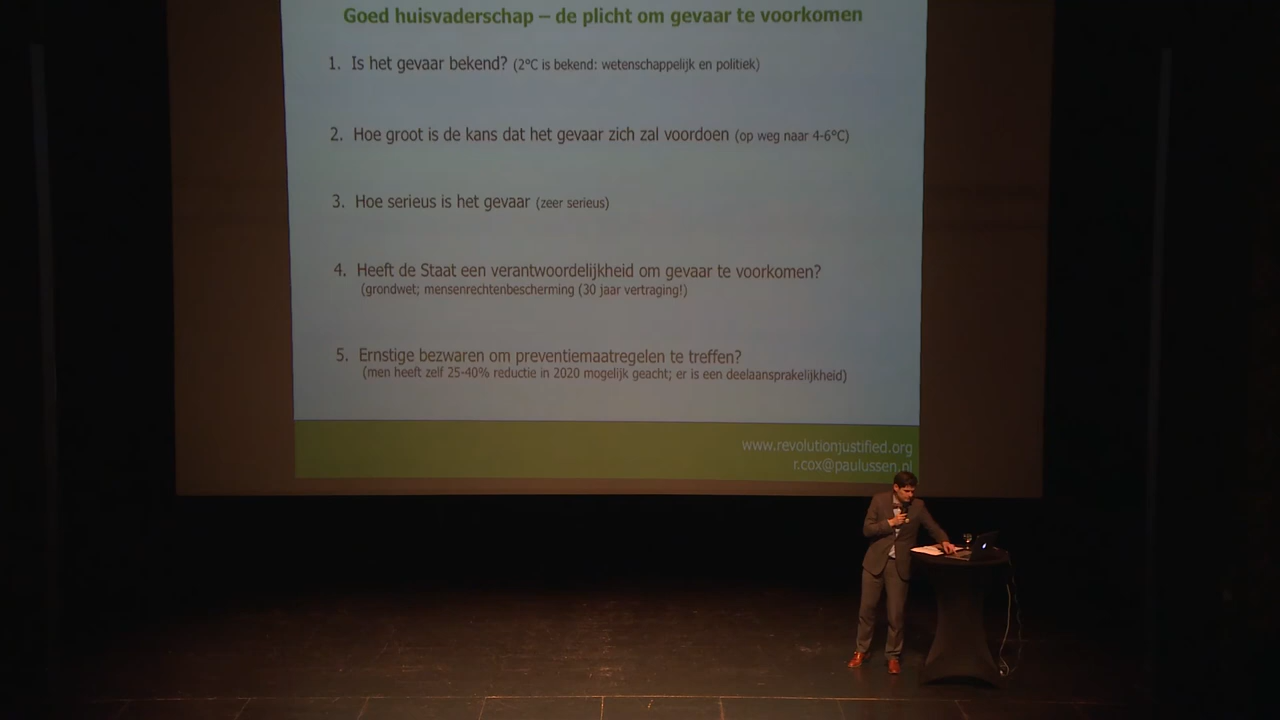 Goed huisvaderschap – de plicht om gevaar te voorkomen
1. Is het gevaar bekend? (2°C is bekend: wetenschappelijk en politiek)
2. Hoe groot is de kans dat het gevaar zich zal voordoen (op weg naar 4-6°C)
3. Hoe serieus is het gevaar (zeer serieus)
4. Heeft de Staat een verantwoordelijkheid om gevaar te voorkomen?
(grondwet; mensenrechtenbescherming (30 jaar vertraging!)
5. Ernstige bezwaren om preventiemaatregelen te treffen?
(men heeft zelf 25-40% reductie in 2020 mogelijk geacht; er is een deelaansprakelijkheid)
www.revolutionjustified.org
r.cox@paulussen.nl